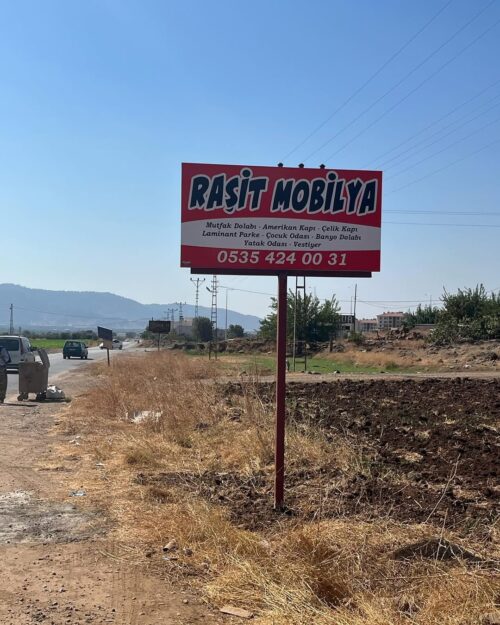 RAŞİT MOBİLYA
Mutfak Dolabı - Amerikan Kapı - Çelik Kapı
Laminant Parke - Çocuk Odası - Banyo Dolabı
Yatak Odası - Vestiyer
0535 424 00 31